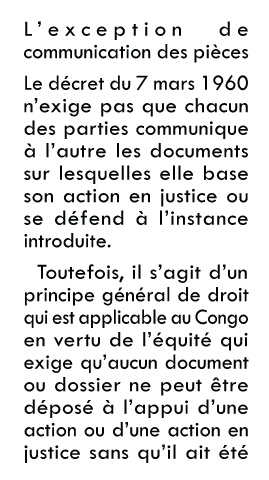 L'exception de
communication des pièces
Le décret du 7 mars 1960
n'exige pas que chacun
des parties communique
à l'autre les documents
sur lesquelles elle base
son action en justice ou
se défend à l'instance
introduite.
Toutefois, il s'agit d'un
principe général de droit
qui est applicable au Congo
en vertu de l'équité qui
exige qu'aucun document
ou dossier ne peut être
déposé à l'appui d'une
action ou d'une action en
justice sans qu'il ait été